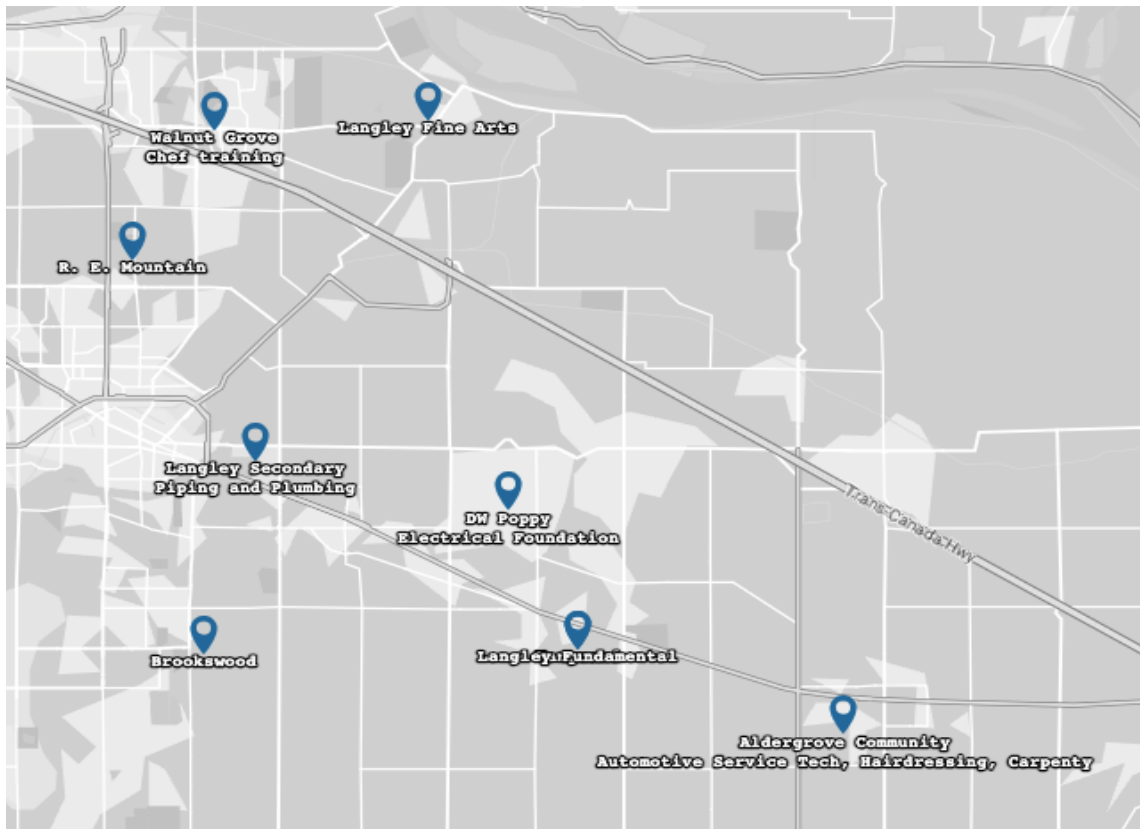 Langley Fine Arts
Walnut Grove
Chef training
R. E. Mountain
Langley Secondary
Piping and Plumbing
DW Poppy
Electrical Foundation
Trans-Canada Hwy
Langley Fundamental
Brookswood
Aldergrove Community
Automotive Service Tech, Hairdressing, Carpenty